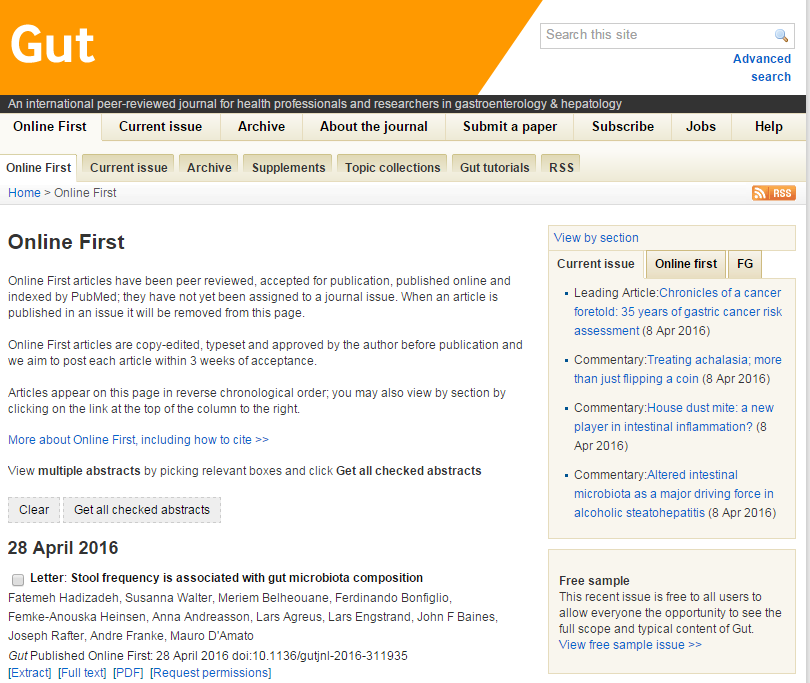 Gut
Search this site
Advanced
search
An international peer-reviewed journal for health professionals and researchers in gastroenterology & hepatology
Online First Current issue Archive About the journal Submit a paper Subscribe Jobs Help
Online First Current issue Archive Supplements Topic collections Gut tutorials RSS
Home > Online First
RSS
Online First
Online First articles have been peer reviewed, accepted for publication, published online and
indexed by PubMed; they have not yet been assigned to a journal issue. When an article is
published in an issue it will be removed from this page.
Online First articles are copy-edited, typeset and approved by the author before publication and
we aim to post each article within 3 weeks of acceptance.
Articles appear on this page in reverse chronological order; you may also view by section by
clicking on the link at the top of the column to the right.
More about Online First, including how to cite >>
View multiple abstracts by picking relevant boxes and click Get all checked abstracts
Clear Get all checked abstracts
28 April 2016
Letter: Stool frequency is associated with gut microbiota composition
Fatemeh Hadizadeh, Susanna Walter, Meriem Belheouane, Ferdinando Bonfiglio,
Femke-Anouska Heinsen, Anna Andreasson, Lars Agreus, Lars Engstrand, John F Baines,
Joseph Rafter, Andre Franke, Mauro D'Amato
Gut Published Online First: 28 April 2016 doi:10.1136/gutjnl-2016-311935
[Extract] [Full text] [PDF] [Request permissions]
View by section
Current issue Online first FG
Leading Article:Chronicles of a cancer
foretold: 35 years of gastric cancer risk
assessment (8 Apr 2016)
Commentary:Treating achalasia; more
than just flipping a coin (8 Apr 2016)
Commentary:House dust mite: a new
player in intestinal inflammation? (8
Apr 2016)
Commentary:Altered intestinal
microbiota as a major driving force in
alcoholic steatohepatitis (8 Apr 2016)
Free sample
This recent issue is free to all users to
allow everyone the opportunity to see the
full scope and typical content of Gut.
View free sample issue >>